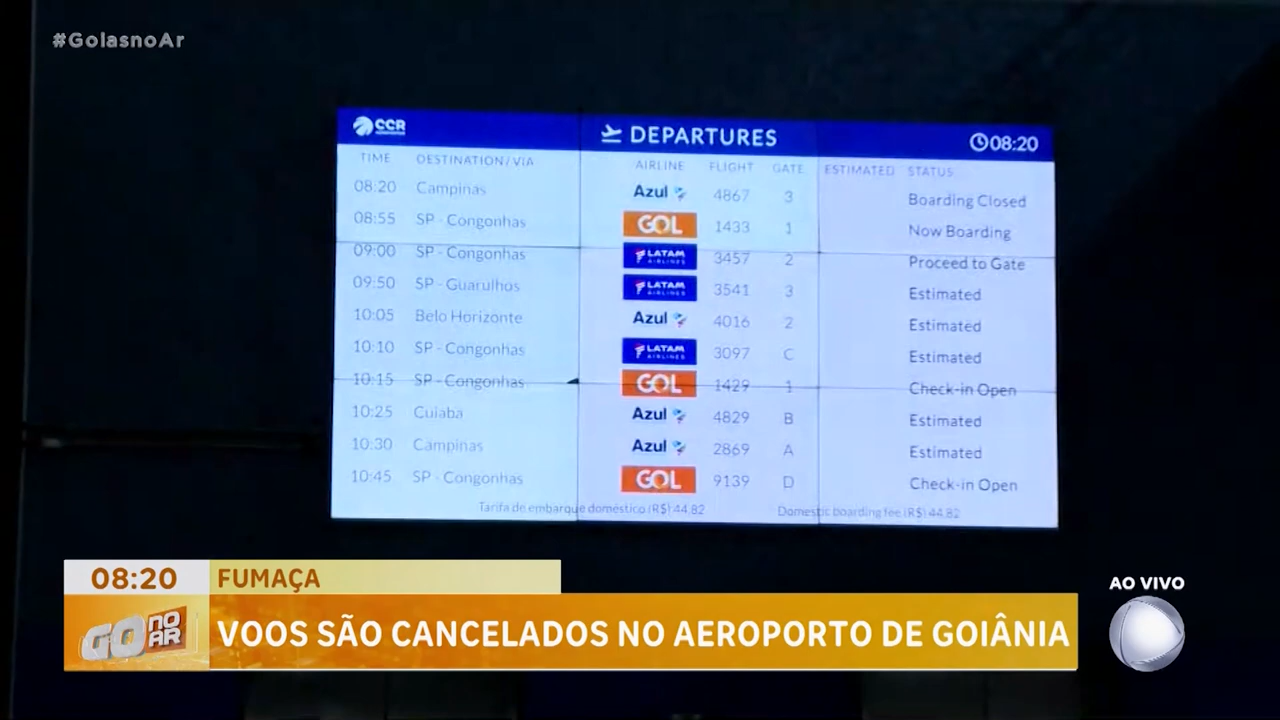 #GoiasnoAr
CCR
DEPARTURES
08:20
TIME DESTINATION/VIA AIRLINE FLIGHT GATE ESTIMATED STATUS
08:20 Campinas Azul 4867 3 Boarding Closed
08:55 SP - Congonhas GOL 1433 1 Now Boarding
09:00 SP - Congonhas LATAM AIRLINES 3457 2 Proceed to Gate
09:50 SP - Guarulhos LATAM AIRLINES 3541 3 Estimated
10:05 Belo Horizonte Azul 4016 2 Estimated
10:10 SP - Congonhas LATAM AIRLINES 3097 C Estimated
10:15 SP - Congonhas GOL 1429 1 Check-in Open
10:25 Cuiaba Azul 4829 B Estimated
10:30 Campinas Azul 2869 A Estimated
10:45 SP - Congonhas GOL 9139 D Check-in Open
Tarifa de embarque doméstico (R$) 44,82 Domestic boarding fee (R$) 44,82
08:20 FUMAÇA
GO NO AR
VOOS SÃO CANCELADOS NO AEROPORTO DE GOIÂNIA
AO VIVO